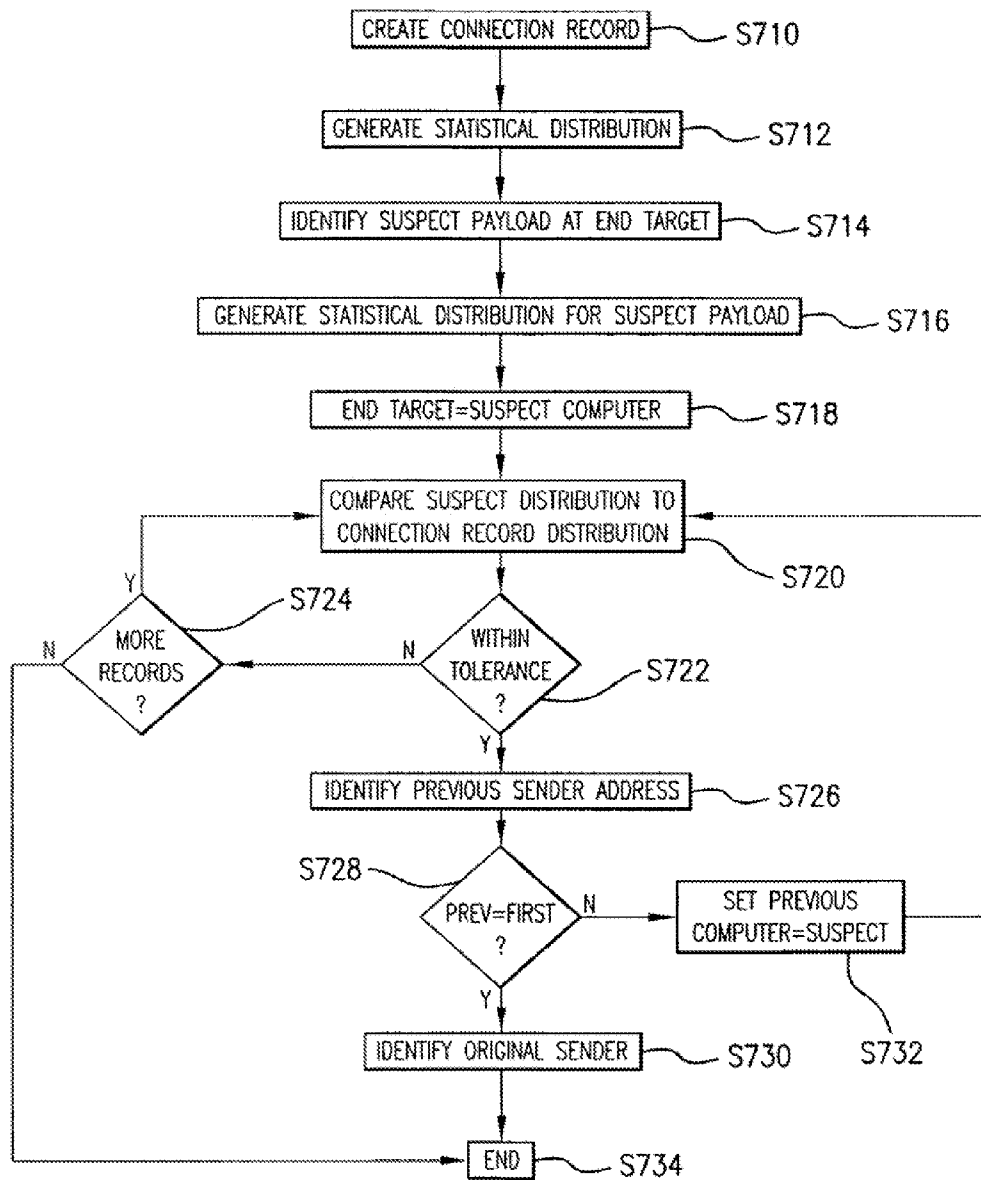 CREATE CONNECTION RECORD
S710
GENERATE STATISTICAL DISTRIBUTION
S712
IDENTIFY SUSPECT PAYLOAD AT END TARGET
S714
GENERATE STATISTICAL DISTRIBUTION FOR SUSPECT PAYLOAD
S716
END TARGET=SUSPECT COMPUTER
S718
COMPARE SUSPECT DISTRIBUTION TO
CONNECTION RECORD DISTRIBUTION
S720
Y
S724
N
MORE
RECORDS
?
N
WITHIN
TOLERANCE
?
S722
Y
IDENTIFY PREVIOUS SENDER ADDRESS
S726
S728
PREV=FIRST
?
N
SET PREVIOUS
COMPUTER=SUSPECT
S732
Y
IDENTIFY ORIGINAL SENDER
S730
END
S734